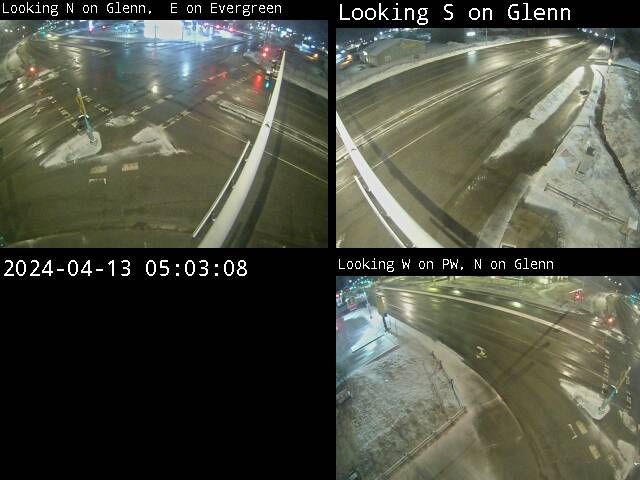 Looking N on Glenn, E on Evergreen
Looking S on Glenn
2024-04-13 05:03:08
Looking W on PW, N on Glenn